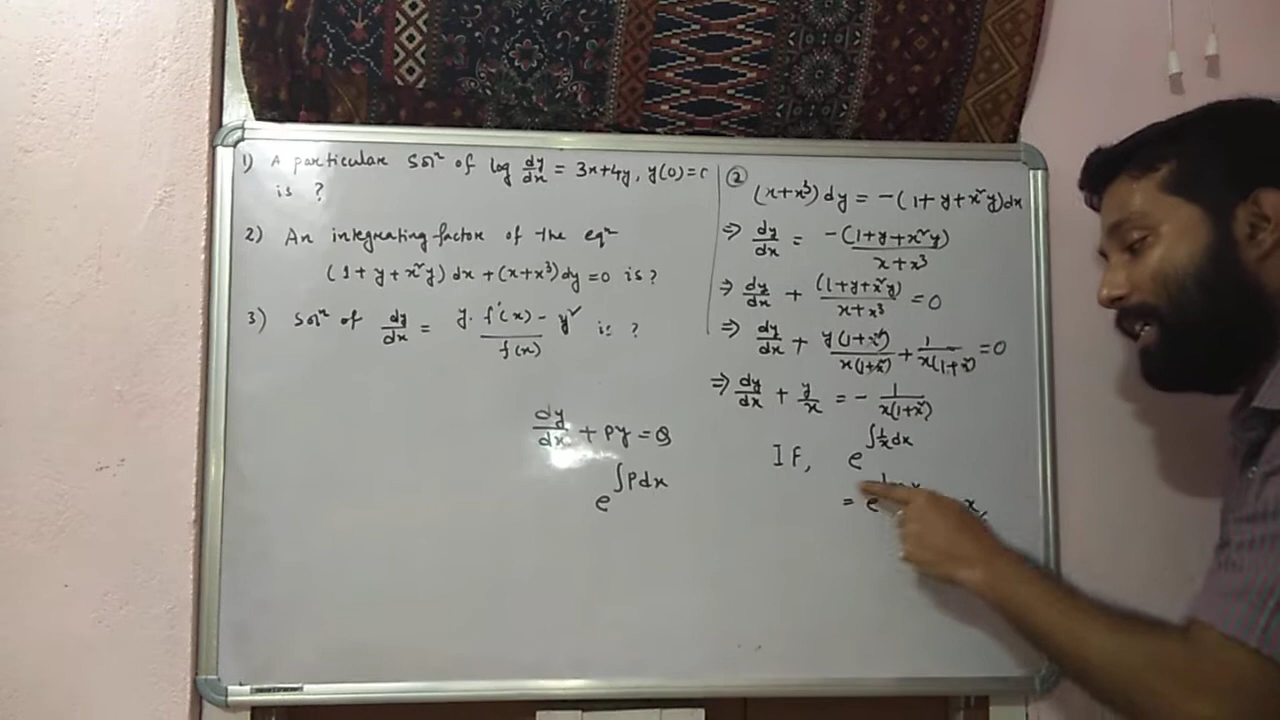 1) A particular solⁿ of log dy/dx = 3x+4y, y(0)=
is ?
2) An integrating factor of the eqⁿ
(1+y+x²y) dx + (x+x³) dy = 0 is ?
3) Solⁿ of dy/dx = y.f'(x) - y² / f(x) is ?
dy/dx + Py = Q
e^∫Pdx
②
(x+x³) dy = -(1+y+x²y)dx
⇒ dy/dx = -(1+y+x²y) / x+x³
⇒ dy/dx + (1+y+x²y) / x+x³ = 0
⇒ dy/dx + y(1+x²) / x(1+x²) + 1 / x(1+x²) = 0
⇒ dy/dx + y/x = - 1 / x(1+x²)
IF, e^∫1/x dx
= e x